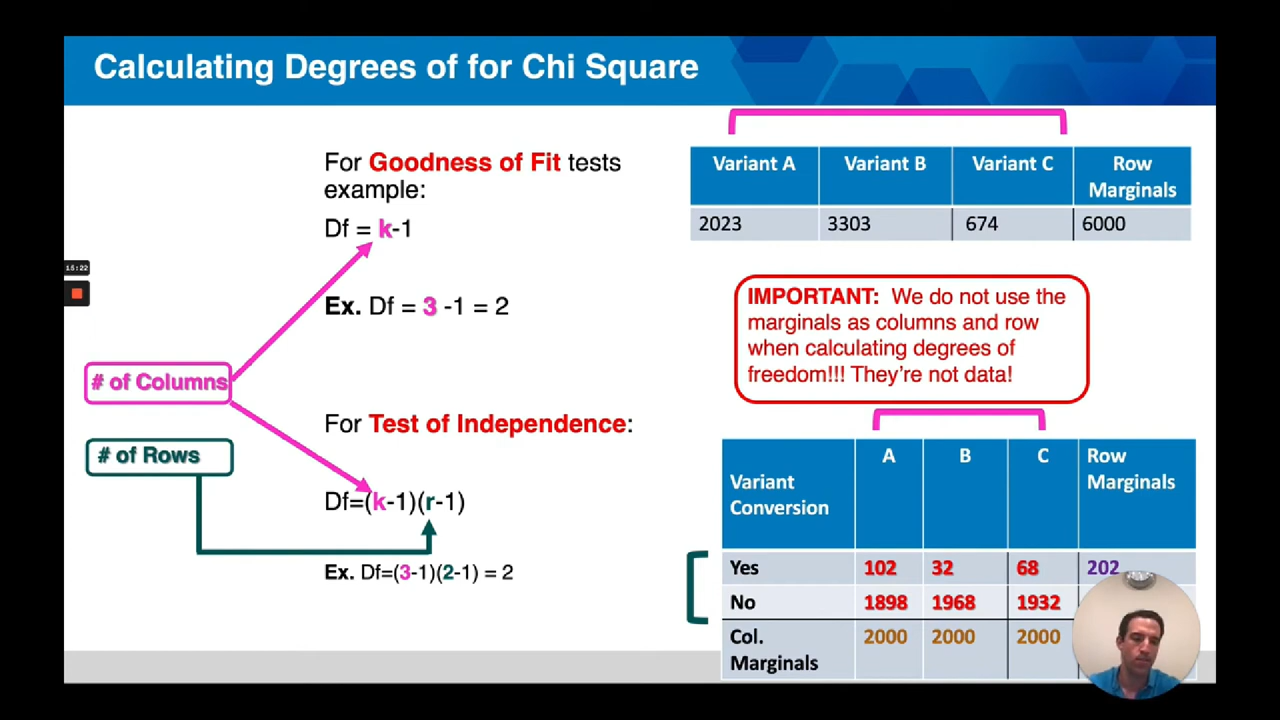 Calculating Degrees of for Chi Square
For Goodness of Fit tests
example:
Df = k-1
Ex. Df = 3 -1 = 2
15:22
# of Columns
# of Rows
For Test of Independence:
Df=(k-1)(r-1)
Ex. Df=(3-1)(2-1) = 2
Variant A Variant B Variant C Row
Marginals
2023 3303 674 6000
IMPORTANT: We do not use the
marginals as columns and row
when calculating degrees of
freedom!!! They're not data!
Variant
Conversion
A B C Row
Marginals
Yes 102 32 68 202
No 1898 1968 1932
Col.
Marginals
2000 2000 2000